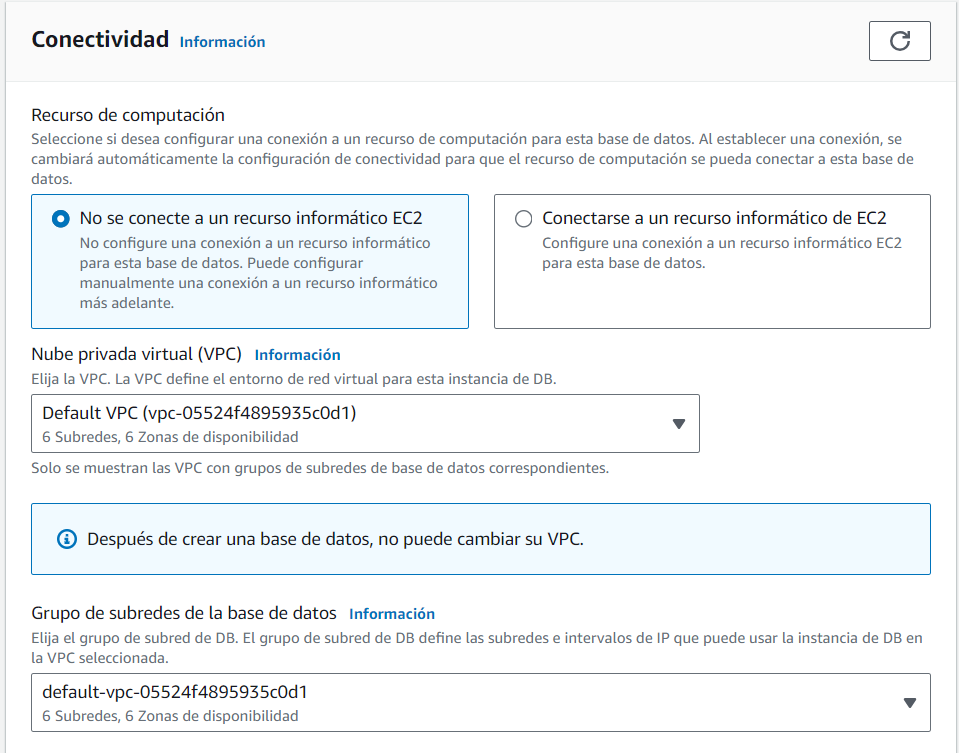 Conectividad Información
Recurso de computación
Seleccione si desea configurar una conexión a un recurso de computación para esta base de datos. Al establecer una conexión, se
cambiará automáticamente la configuración de conectividad para que el recurso de computación se pueda conectar a esta base de
datos.
No se conecte a un recurso informático EC2
No configure una conexión a un recurso informático
para esta base de datos. Puede configurar
manualmente una conexión a un recurso informático
más adelante.
Conectarse a un recurso informático de EC2
Configure una conexión a un recurso informático EC2
para esta base de datos.
Nube privada virtual (VPC) Información
Elija la VPC. La VPC define el entorno de red virtual para esta instancia de DB.
Default VPC (vpc-05524f4895935c0d1)
6 Subredes, 6 Zonas de disponibilidad
Solo se muestran las VPC con grupos de subredes de base de datos correspondientes.
Después de crear una base de datos, no puede cambiar su VPC.
Grupo de subredes de la base de datos Información
Elija el grupo de subred de DB. El grupo de subred de DB define las subredes e intervalos de IP que puede usar la instancia de DB en
la VPC seleccionada.
default-vpc-05524f4895935c0d1
6 Subredes, 6 Zonas de disponibilidad